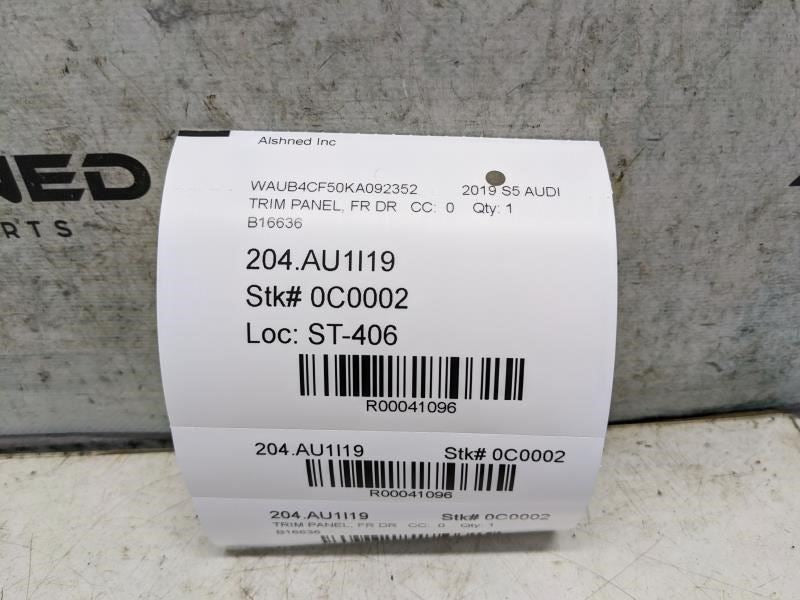 NED
ARTS
Alshned Inc
WAUB4CF50KA092352 2019 S5 AUDI
TRIM PANEL, FR DR CC: 0 Qty: 1
B16636
204.AU1I19
Stk# 0C0002
Loc: ST-406
R00041096
204.AU1I19 Stk# 0C0002
R00041096
204.AU1I19 Stk# 0C0002
TRIM PANEL, FR DR CC: 0 Qty: 1
B16636